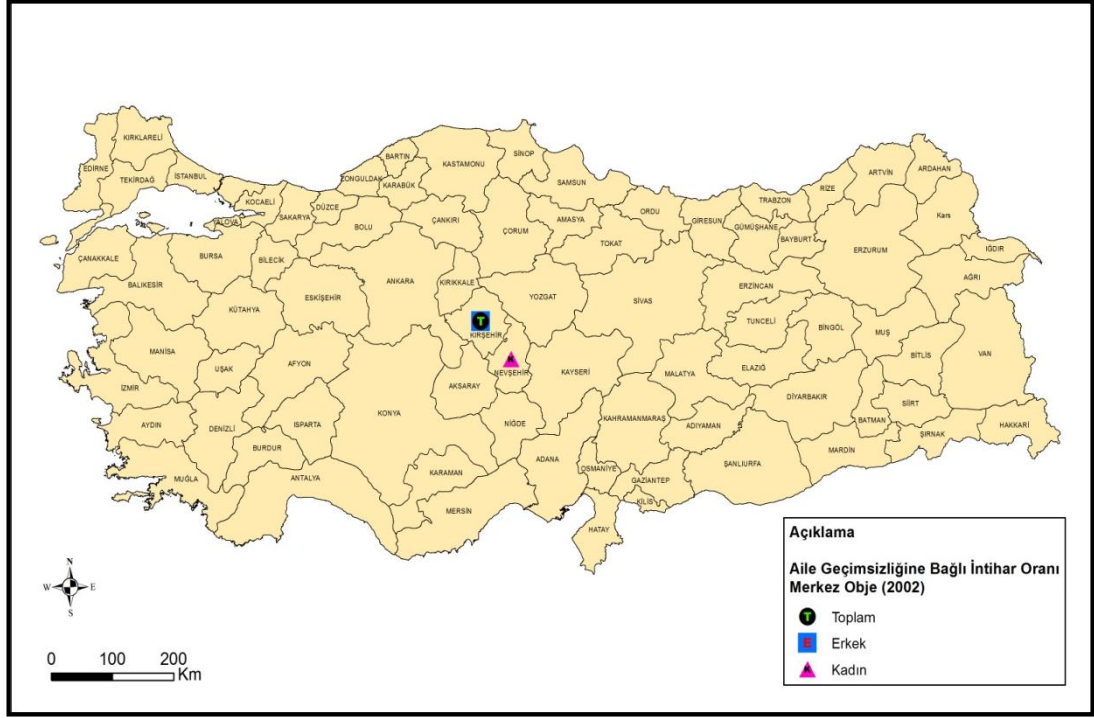 KIRKLARELİ
EDİRNE
TEKİRDAĞ
İSTANBUL
KOCAELİ
YALOVA
SAKARYA
DÜZCE
ZONGULDAK
BARTIN
KARABÜK
KASTAMONU
SİNOP
SAMSUN
ORDU
GİRESUN
TRABZON
RİZE
ARTVİN
ARDAHAN
Kars
IĞDIR
AĞRI
ERZURUM
BAYBURT
GÜMÜŞHANE
BOLU
ÇANKIRI
ÇORUM
AMASYA
TOKAT
ÇANAKKALE
BALIKESİR
BURSA
BİLECİK
ESKİŞEHİR
ANKARA
KIRIKKALE
YOZGAT
SİVAS
ERZİNCAN
TUNCELİ
BİNGÖL
MUŞ
BİTLİS
VAN
KÜTAHYA
T
KIRŞEHİR
K
NEVŞEHİR
MANİSA
UŞAK
AFYON
AKSARAY
KAYSERİ
MALATYA
ELAZIĞ
DİYARBAKIR
BATMAN
SİİRT
ŞIRNAK
HAKKARİ
İZMİR
AYDIN
DENİZLİ
ISPARTA
BURDUR
KONYA
NİĞDE
KAHRAMANMARAŞ
ADIYAMAN
ŞANLIURFA
MARDİN
MUĞLA
ANTALYA
KARAMAN
MERSİN
ADANA
OSMANİYE
GAZİANTEP
KİLİS
HATAY
N
W E
S
0 100 200
Km
Açıklama
Aile Geçimsizliğine Bağlı İntihar Oranı
Merkez Obje (2002)
T Toplam
E Erkek
K Kadın